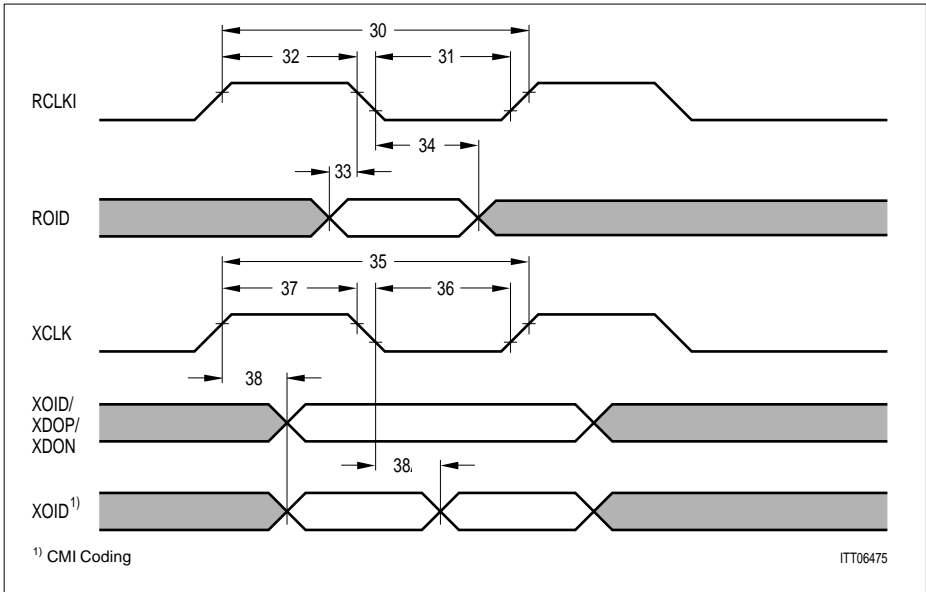 30
32
31
RCLKI
34
33
ROID
35
37
36
XCLK
38
XOID/
XDOP/
XDON
38
XOID1)
1) CMI Coding
ITT06475